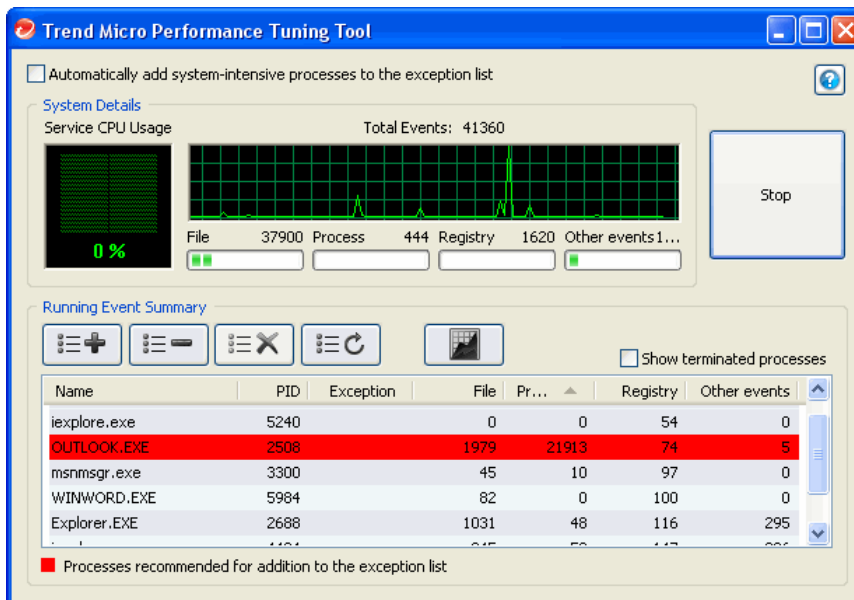 Trend Micro Performance Tuning Tool
Automatically add system-intensive processes to the exception list
System Details
Service CPU Usage
Total Events: 41360
0 %
File 37900 Process 444 Registry 1620 Other events1...
Stop
Running Event Summary
Show terminated processes
Name PID Exception File Pr... Registry Other events
iexplore.exe 5240 0 0 54 0
OUTLOOK.EXE 2508 1979 21913 74 5
msnmsgr.exe 3300 45 10 97 0
WINWORD.EXE 5984 82 0 100 0
Explorer.EXE 2688 1031 48 116 295
Processes recommended for addition to the exception list